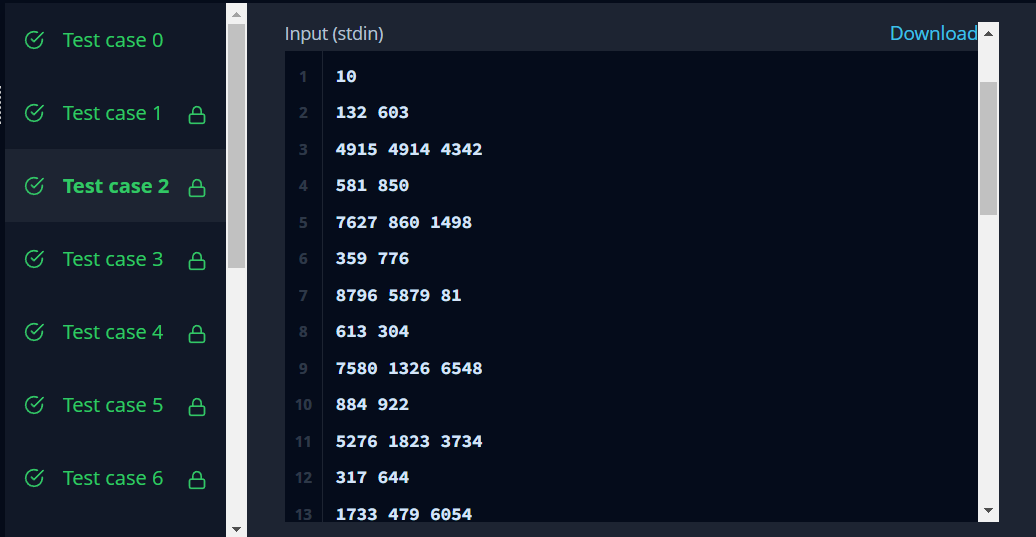 Test case 0
Test case 1
Test case 2
Test case 3
Test case 4
Test case 5
Test case 6
Input (stdin)
Download
1 10
2 132 603
3 4915 4914 4342
4 581 850
5 7627 860 1498
6 359 776
7 8796 5879 81
8 613 304
9 7580 1326 6548
10 884 922
11 5276 1823 3734
12 317 644
13 1733 479 6054